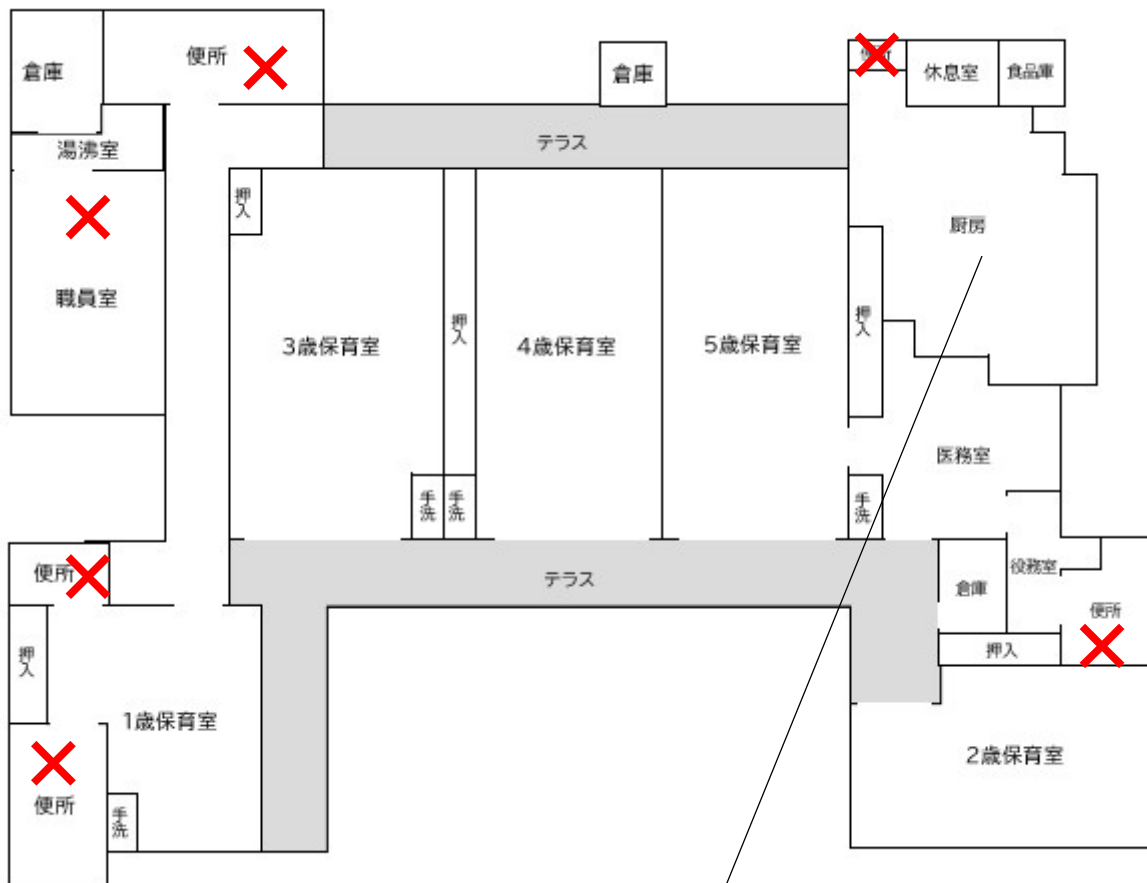 倉庫
便所
倉庫
便所
休息室
食品庫
湯沸室
テラス
押入
厨房
職員室
3歳保育室
押入
4歳保育室
5歳保育室
押入
医務室
手洗
手洗
手洗
便所
テラス
倉庫
役務室
便所
押入
押入
1歳保育室
2歳保育室
便所
手洗